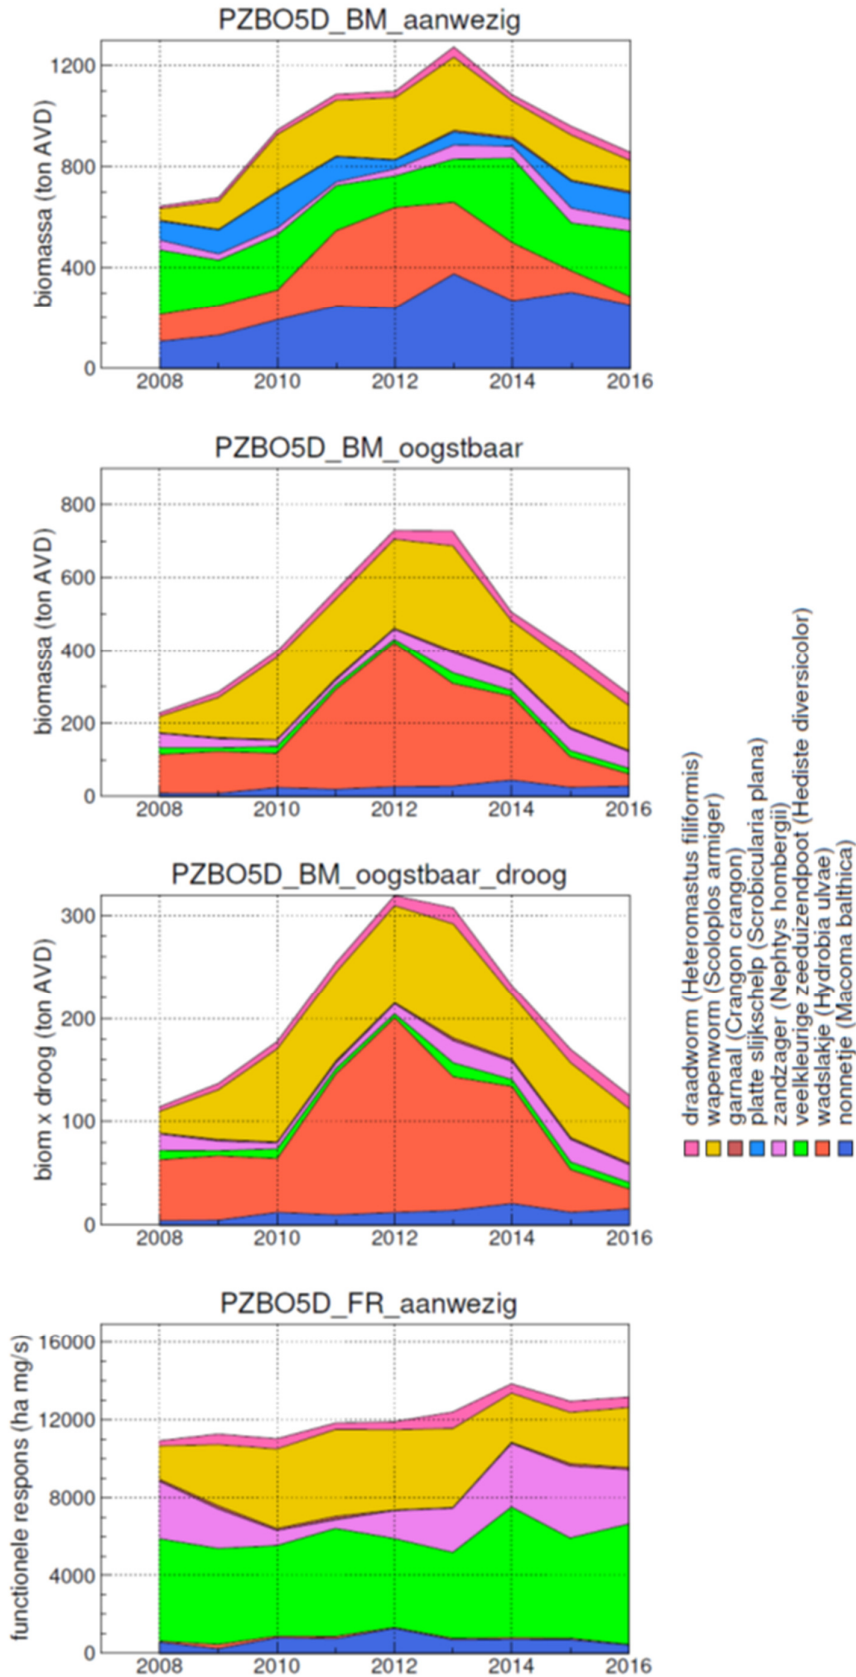 PZBO5D_BM_aanwezig
biomassa (ton AVD)
1200
800
400
0
2008 2010 2012 2014 2016
PZBO5D_BM_oogstbaar
biomassa (ton AVD)
800
600
400
200
0
2008 2010 2012 2014 2016
PZBO5D_BM_oogstbaar_droog
biom x droog (ton AVD)
300
200
100
0
2008 2010 2012 2014 2016
PZBO5D_FR_aanwezig
functionele respons (ha mg/s)
16000
12000
8000
4000
0
2008 2010 2012 2014 2016
draadworm (Heteromastus filiformis)
wapenworm (Scoloplos armiger)
garnaal (Crangon crangon)
platte slijkschelp (Scrobicularia plana)
zandzager (Nephtys hombergii)
veelkleurige zeeduizendpoot (Hediste diversicolor)
wadslakje (Hydrobia ulvae)
nonnetje (Macoma balthica)